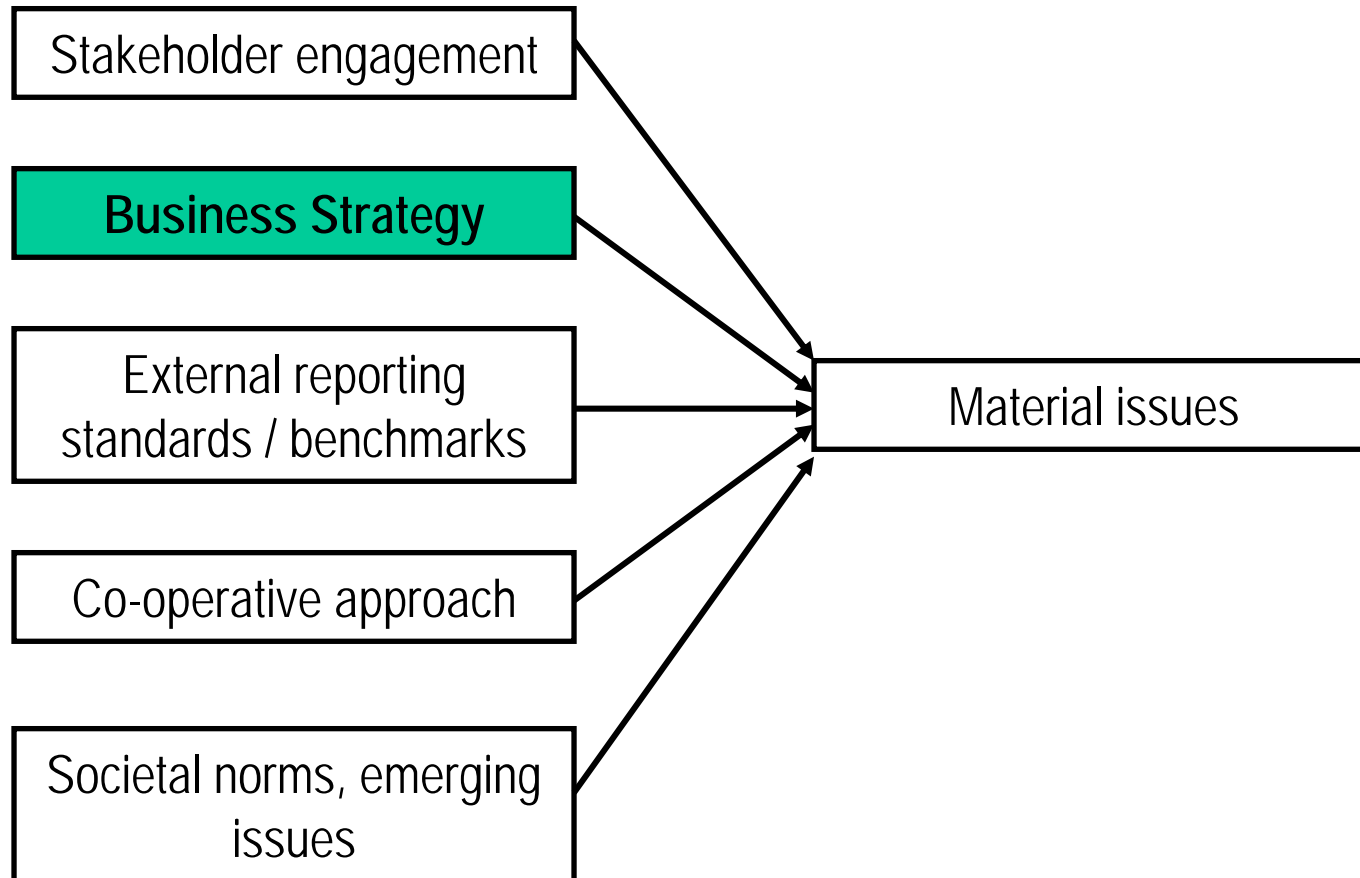 Stakeholder engagement
Business Strategy
External reporting
standards / benchmarks
Material issues
Co-operative approach
Societal norms, emerging
issues